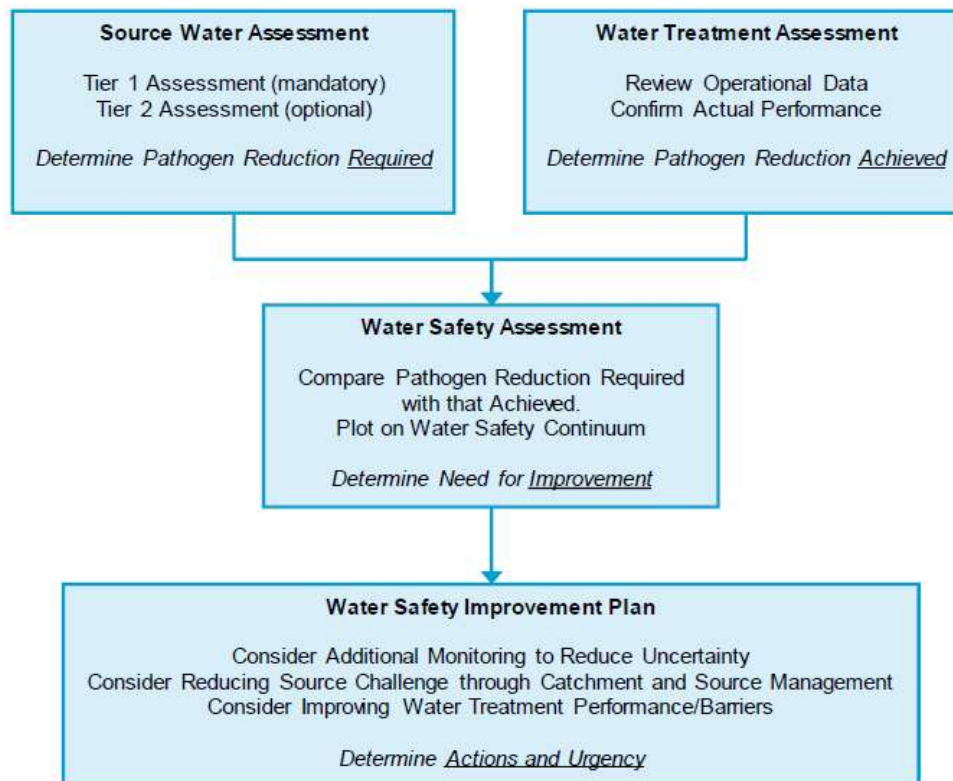 Source Water Assessment
Tier 1 Assessment (mandatory)
Tier 2 Assessment (optional)
Determine Pathogen Reduction Required
Water Treatment Assessment
Review Operational Data
Confirm Actual Performance
Determine Pathogen Reduction Achieved
Water Safety Assessment
Compare Pathogen Reduction Required
with that Achieved.
Plot on Water Safety Continuum
Determine Need for Improvement
Water Safety Improvement Plan
Consider Additional Monitoring to Reduce Uncertainty
Consider Reducing Source Challenge through Catchment and Source Management
Consider Improving Water Treatment Performance/Barriers
Determine Actions and Urgency